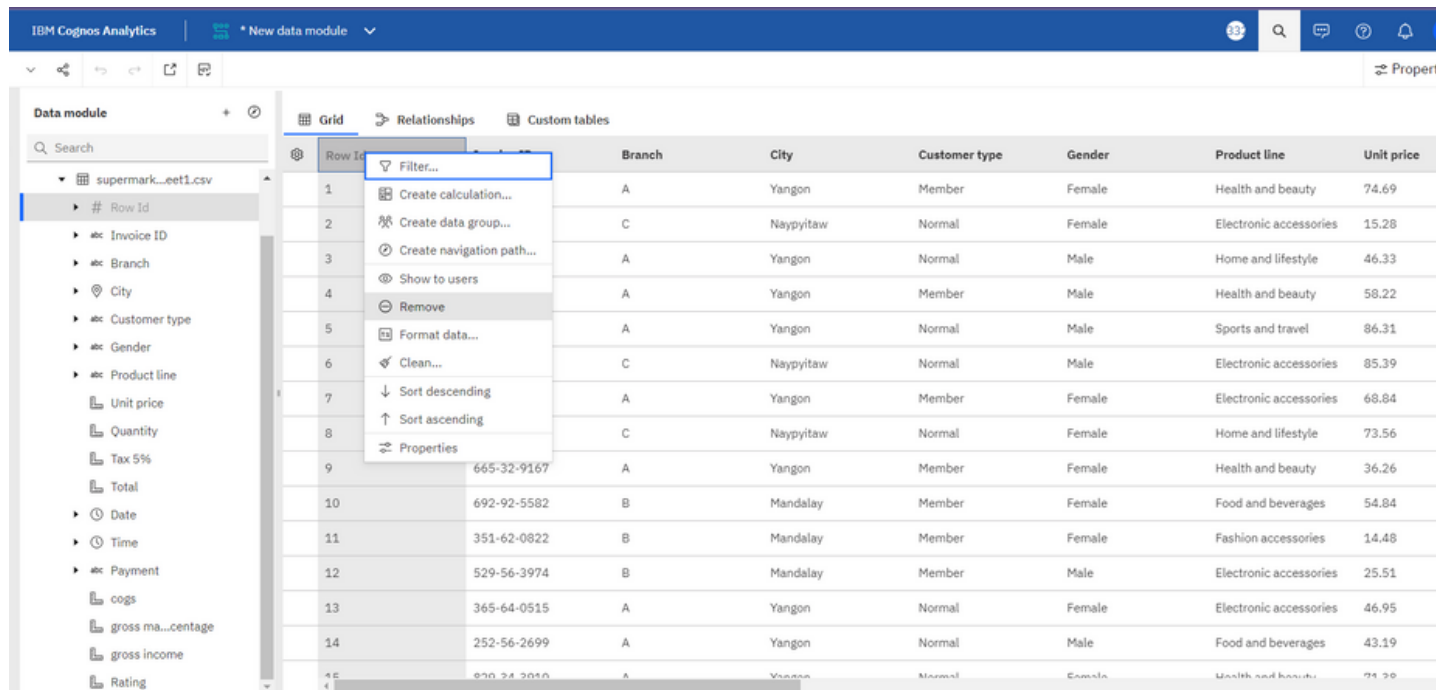 IBM Cognos Analytics * New data module
Propert
Data module
Search
supermark...eet1.csv
# Row Id
abc Invoice ID
abc Branch
City
abc Customer type
abc Gender
abc Product line
Unit price
Quantity
Tax 5%
Total
Date
Time
abc Payment
cogs
gross ma...centage
gross income
Rating
Grid Relationships Custom tables
Row Id Branch City Customer type Gender Product line Unit price
1 A Yangon Member Female Health and beauty 74.69
2 C Naypyitaw Normal Female Electronic accessories 15.28
3 A Yangon Normal Male Home and lifestyle 46.33
4 A Yangon Member Male Health and beauty 58.22
5 A Yangon Normal Male Sports and travel 86.31
6 C Naypyitaw Normal Male Electronic accessories 85.39
7 A Yangon Member Female Electronic accessories 68.84
8 C Naypyitaw Normal Female Home and lifestyle 73.56
9 665-32-9167 A Yangon Member Female Health and beauty 36.26
10 692-92-5582 B Mandalay Member Female Food and beverages 54.84
11 351-62-0822 B Mandalay Member Female Fashion accessories 14.48
12 529-56-3974 B Mandalay Member Male Electronic accessories 25.51
13 365-64-0515 A Yangon Normal Female Electronic accessories 46.95
14 252-56-2699 A Yangon Normal Male Food and beverages 43.19
Filter...
Create calculation...
Create data group...
Create navigation path...
Show to users
Remove
Format data...
Clean...
Sort descending
Sort ascending
Properties